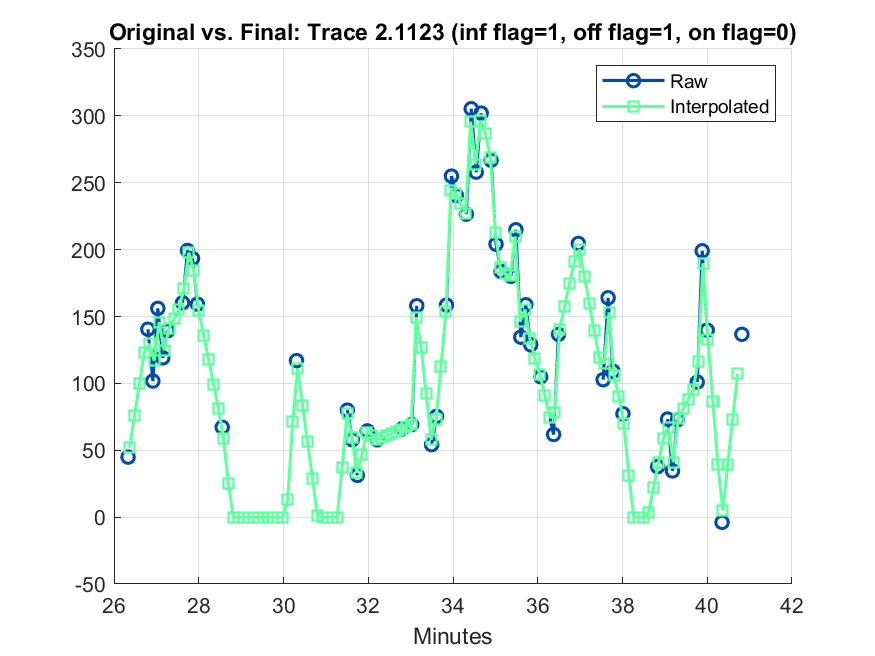 Original vs. Final: Trace 2.1123 (inf flag=1, off flag=1, on flag=0)
350
300
250
200
150
100
50
0
-50
Raw
Interpolated
26 28 30 32 34 36 38 40 42
Minutes